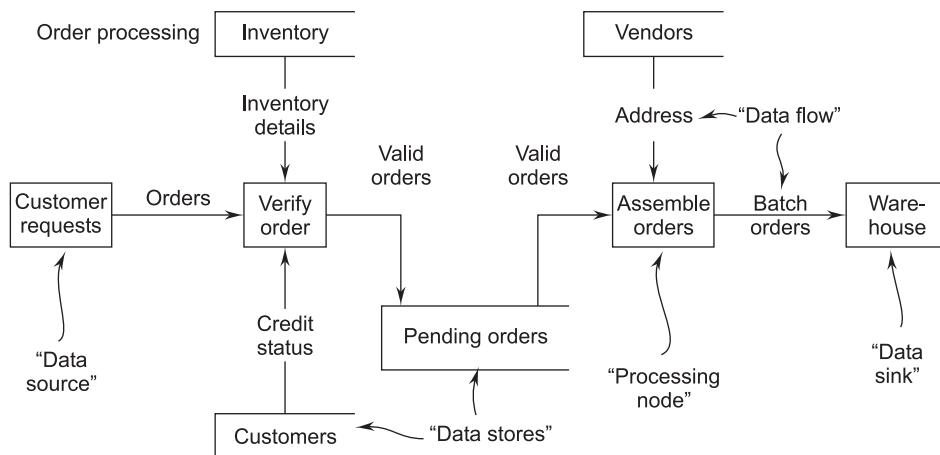 Order processing
Inventory
Vendors
Inventory
details
Address
“Data flow”
Valid
orders
Valid
orders
Customer
requests
Orders
Verify
order
Assemble
orders
Batch
orders
Ware-
house
Credit
status
Pending orders
“Data
source”
“Processing
node”
“Data
sink”
Customers
“Data stores”